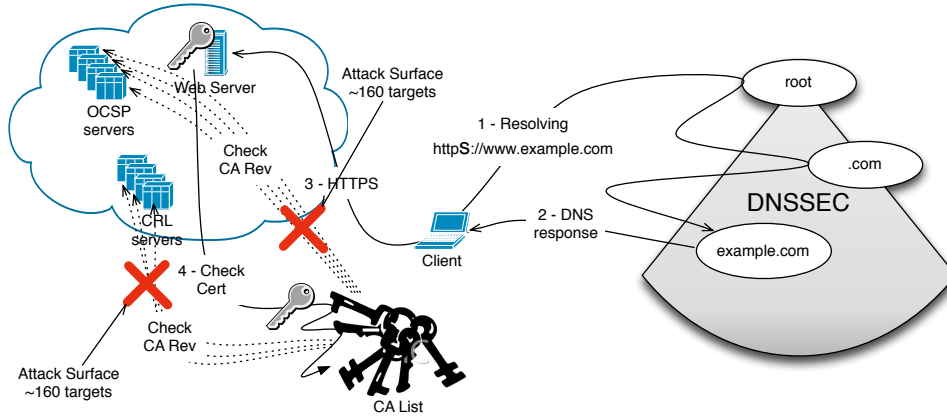 OCSP
servers
Web Server
Attack Surface
~160 targets
root
1 - Resolving
httpS://www.example.com
.com
Check
CA Rev
3 - HTTPS
DNSSEC
CRL
servers
Client
2 - DNS
response
example.com
4 - Check
Cert
Check
CA Rev
Attack Surface
~160 targets
CA List